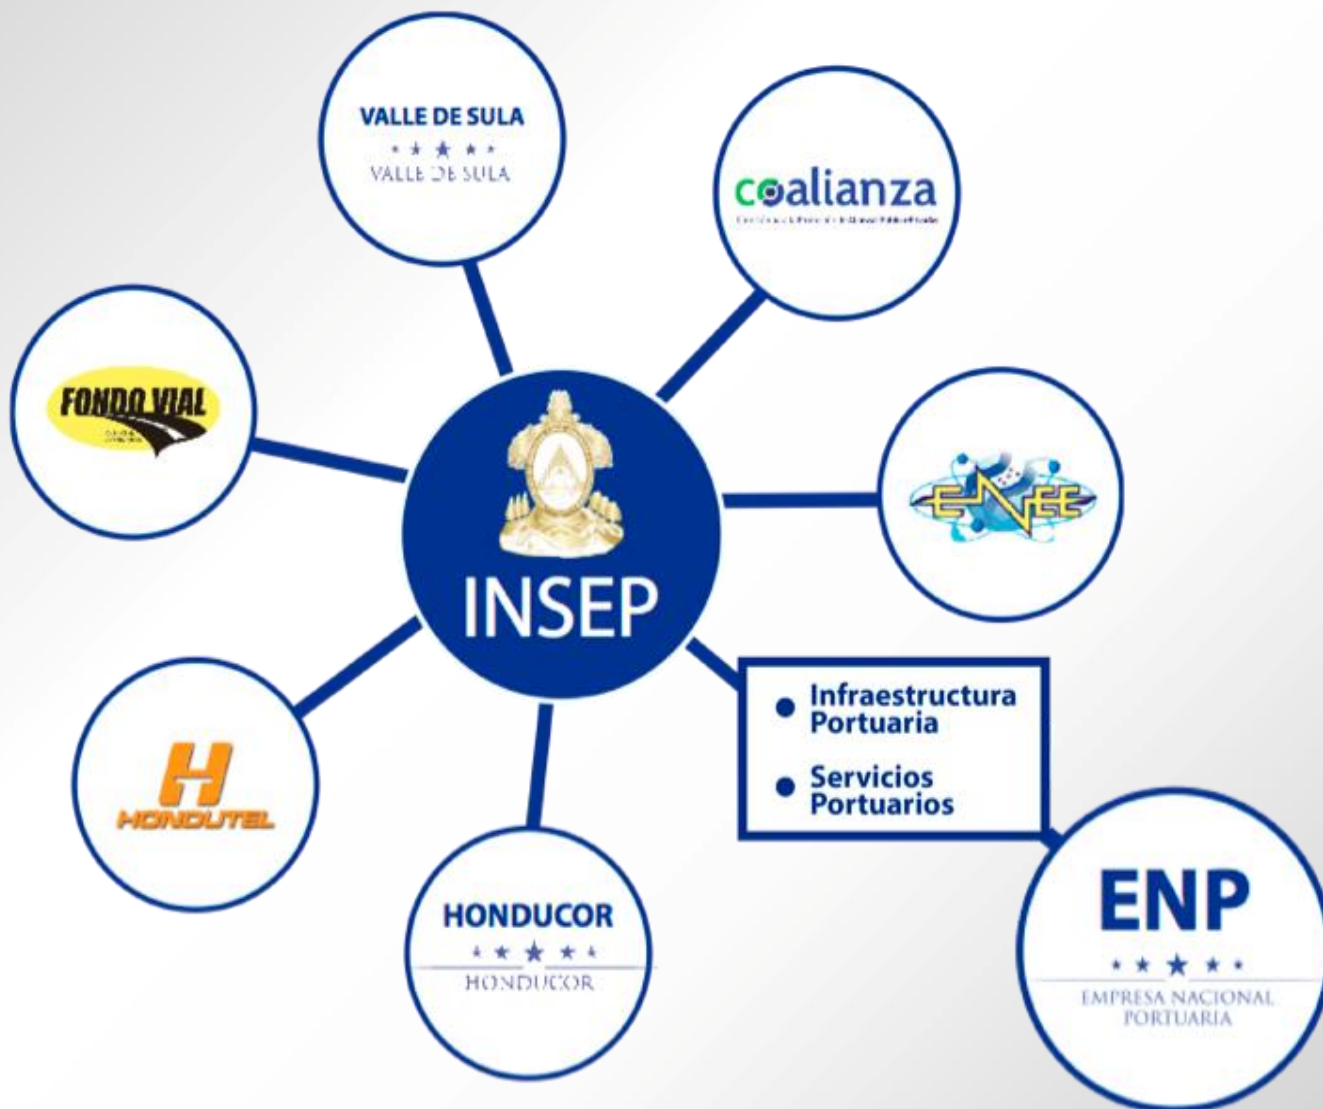 VALLE DE SULA
VALLE DE SULA
coalianza
FONDO VIAL
ENEE
INSEP
Infraestructura
Portuaria
Servicios
Portuarios
HONDUTEL
HONDUCOR
HONDUCOR
ENP
EMPRESA NACIONAL
PORTUARIA